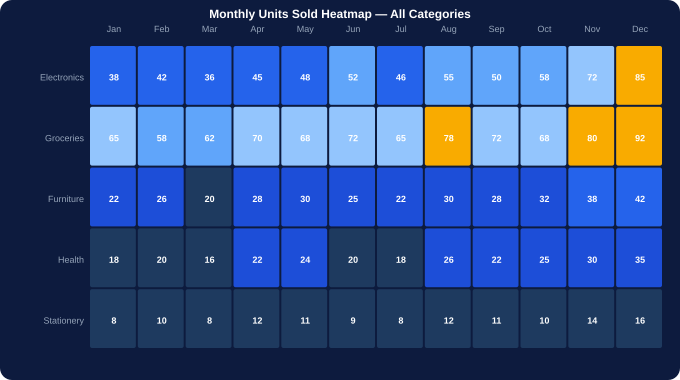 Monthly Units Sold Heatmap — All Categories
Jan Feb Mar Apr May Jun Jul Aug Sep Oct Nov Dec
Electronics 38 42 36 45 48 52 46 55 50 58 72 85
Groceries 65 58 62 70 68 72 65 78 72 68 80 92
Furniture 22 26 20 28 30 25 22 30 28 32 38 42
Health 18 20 16 22 24 20 18 26 22 25 30 35
Stationery 8 10 8 12 11 9 8 12 11 10 14 16